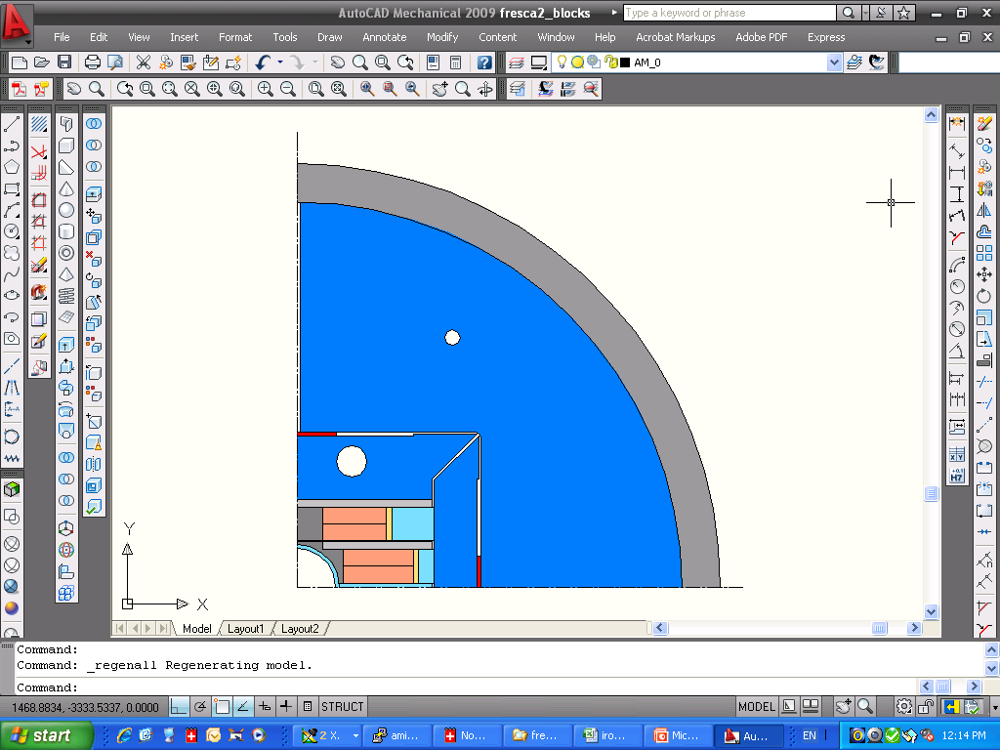 AutoCAD Mechanical 2009 fresca2_blocks
Type a keyword or phrase
File Edit View Insert Format Tools Draw Annotate Modify Content Window Help Acrobat Markups Adobe PDF Express
AM_0
Y
X
Model Layout1 Layout2
Command:
Command: _regenall Regenerating model.
Command:
1468.8834, -3333.5337, 0.0000 STRUCT MODEL
start 2 X. ami... No... fre... iro... Mic... Au... EN 12:14 PM